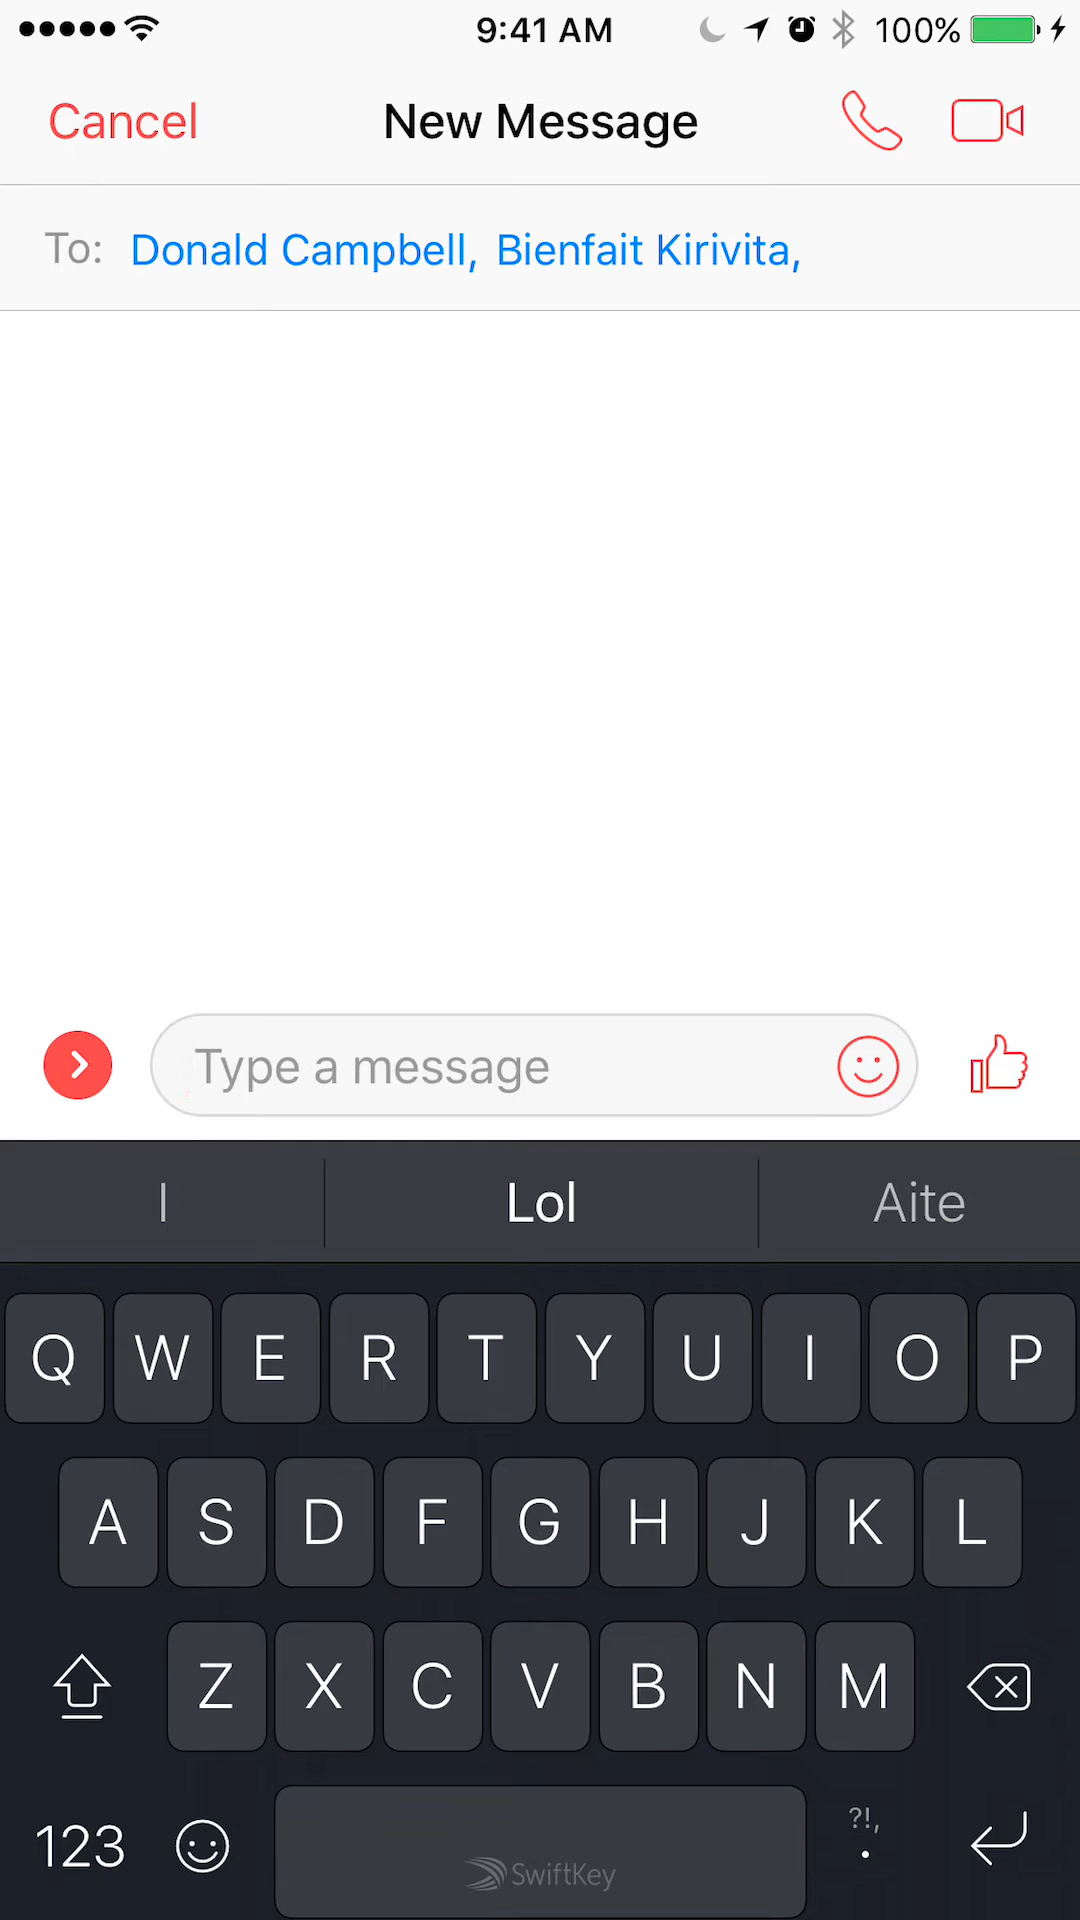 9:41 AM 100%
Cancel New Message
To: Donald Campbell, Bienfait Kirivita,
Type a message
I Lol Aite
Q W E R T Y U I O P
A S D F G H J K L
Z X C V B N M
123 SwiftKey ?!, .